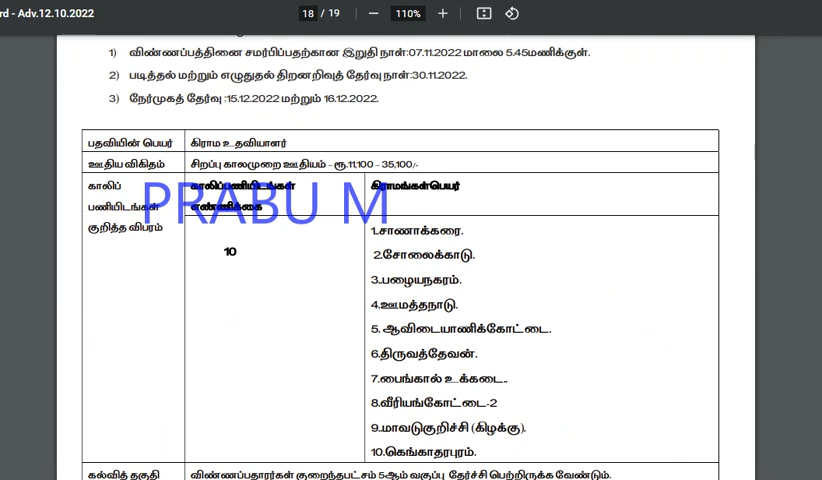 rd - Adv.12.10.2022
18 / 19
110%
1) விண்ணப்பத்தினை சமர்பிப்பதற்கான இறுதி நாள்:07.11.2022 மாலை 5.45மணிக்குள்.
2) படித்தல் மற்றும் எழுதுதல் திறனறிவுத் தேர்வு நாள்:30.11.2022.
3) நேர்முகத் தேர்வு :15.12.2022 மற்றும் 16.12.2022.
பதவியின் பெயர் கிராம உதவியாளர்
ஊதிய விகிதம் சிறப்பு காலமுறை ஊதியம் – ரூ.11,100 – 35,100/-
காலிப் காலிப்பணியிடங்கள் கிராமங்கள்பெயர்
பணியிடங்கள் எண்ணிக்கை
PRABU M
குறித்த விபரம்
1.சாணாக்கரை.
10
2.சோலைக்காடு.
3..பழையநகரம்.
4.ஊமத்தநாடு.
5. ஆவிடையாணிக்கோட்டை.
6.திருவத்தேவன்.
7.பைங்கால் உக்கடை..
8.வீரியங்கோட்டை-2
9.மாவடுகுறிச்சி (கிழக்கு).
10.கெங்காதரபுரம்.
கல்வித் தகுதி விண்ணப்பதாரர்கள் குறைந்தபட்சம் 5ஆம் வகுப்பு தேர்ச்சி பெற்றிருக்க வேண்டும்.